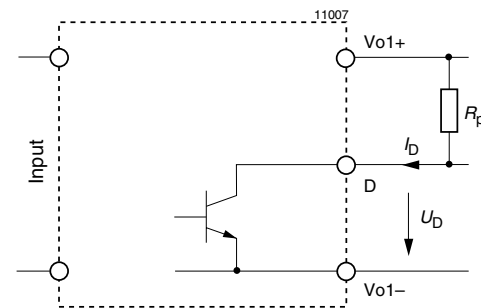 11007
Vo1+
Rp
Input
ID
D
UD
Vo1–